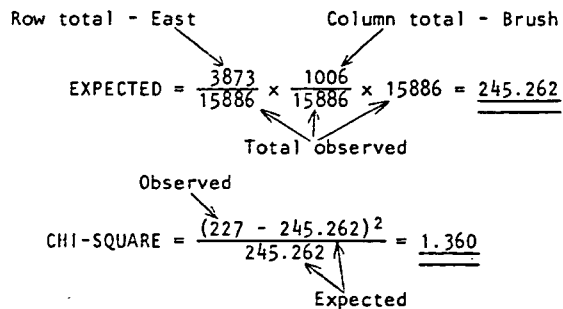 Row total - East Column total - Brush
EXPECTED = 3873/15886 × 1006/15886 × 15886 = 245.262
Total observed
Observed
CHI-SQUARE = (227 - 245.262)²/245.262 = 1.360
Expected